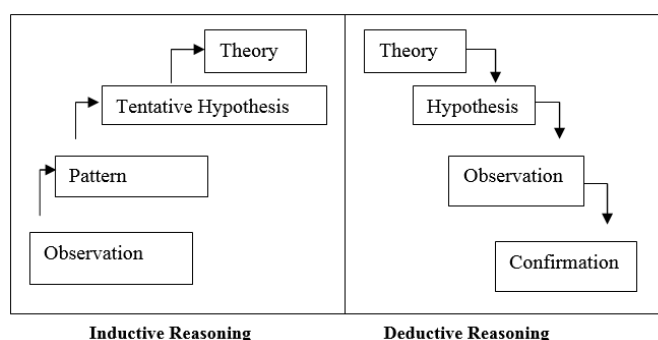 Theory
Tentative Hypothesis
Pattern
Observation
Theory
Hypothesis
Observation
Confirmation
Inductive Reasoning
Deductive Reasoning